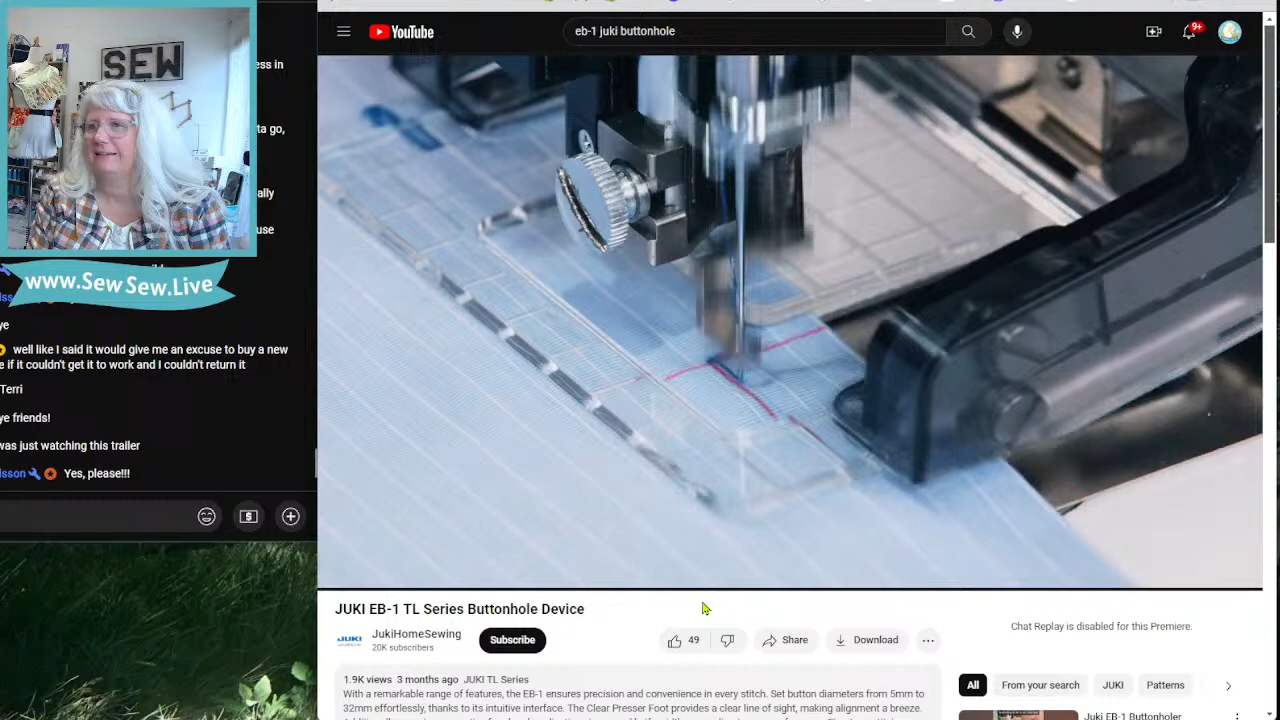 YouTube
eb-1 juki buttonhole
9+
SEW
www.SewSew.Live
ess in
ta go,
ally
use
ye
well like I said it would give me an excuse to buy a new
e if it couldn't get it to work and I couldn't return it
Terri
ye friends!
was just watching this trailer
lsson Yes, please!!!
JUKI EB-1 TL Series Buttonhole Device
JUKI
JukiHomeSewing
20K subscribers
Subscribe
49
Share
Download
Chat Replay is disabled for this Premiere.
1.9K views 3 months ago JUKI TL Series
With a remarkable range of features, the EB-1 ensures precision and convenience in every stitch. Set button diameters from 5mm to
32mm effortlessly, thanks to its intuitive interface. The Clear Presser Foot provides a clear line of sight, making alignment a breeze.
All
From your search
JUKI
Patterns
Juki EB-1 Buttonholer